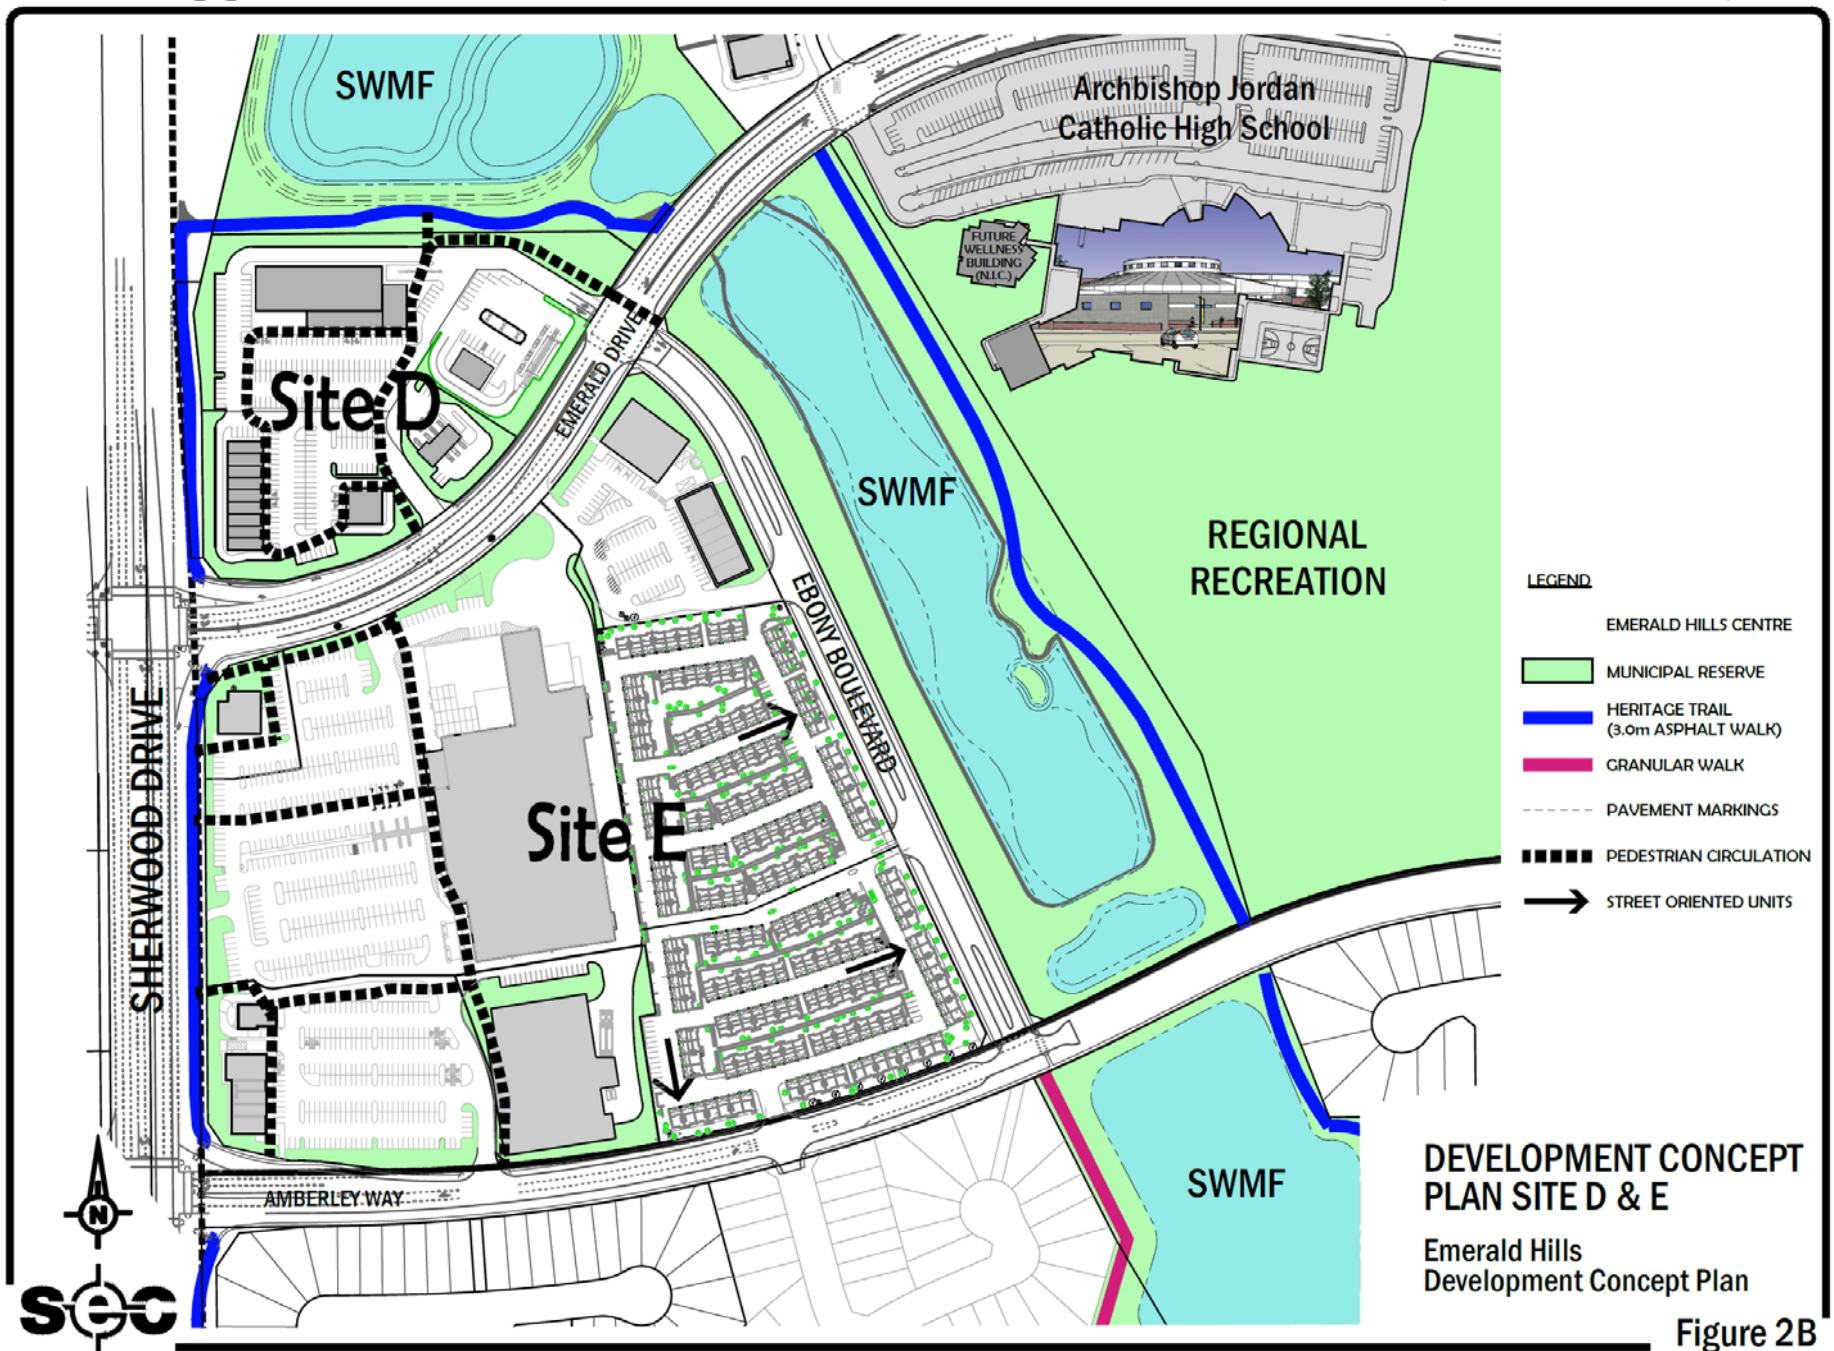 SWMF
Archbishop Jordan
Catholic High School
FUTURE
WELLNESS
BUILDING
(N.I.C.)
Site D
EMERALD DRIVE
SWMF
REGIONAL
RECREATION
EBONY BOULEVARD
SHERWOOD DRIVE
Site E
AMBERLEY WAY
SWMF
LEGEND
EMERALD HILLS CENTRE
MUNICIPAL RESERVE
HERITAGE TRAIL
(3.0m ASPHALT WALK)
GRANULAR WALK
PAVEMENT MARKINGS
PEDESTRIAN CIRCULATION
STREET ORIENTED UNITS
N
sec
DEVELOPMENT CONCEPT
PLAN SITE D & E
Emerald Hills
Development Concept Plan
Figure 2B